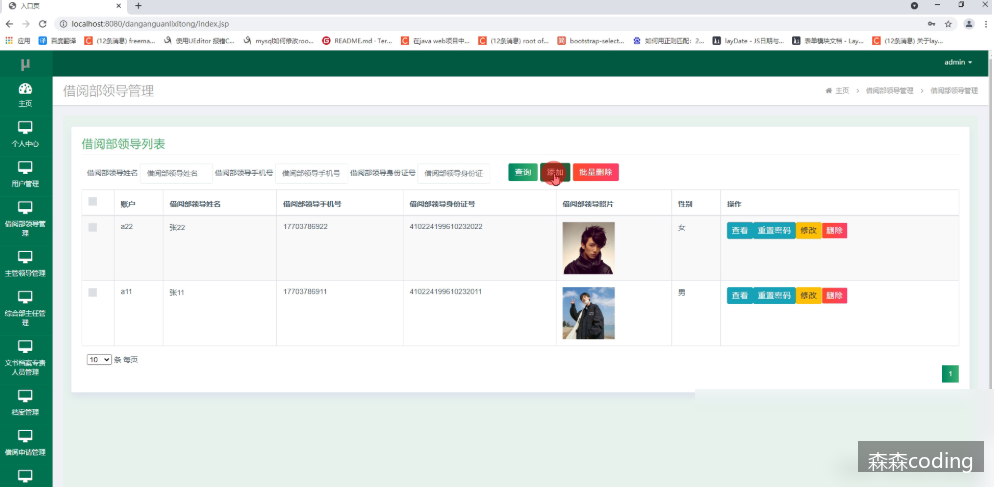 入口页
localhost:8080/danganguanlixitong/index.jsp
应用 百度翻译 (12条消息) freema... 使用UEditor 报错C... mysql如何修改roo... README.md · Ter... 在java web项目中... (12条消息) root of... bootstrap-select... 如何用正则匹配：2... layDate - JS日期与... 表单模块文档 - Lay... (12条消息) 关于lay...
μ admin
借阅部领导管理 主页 > 借阅部领导管理 > 借阅部领导管理
主页
个人中心
用户管理
借阅部领导管理
主管领导管理
综合部主任管理
文书档案专责人员管理
档案管理
借阅申请管理
借阅部领导列表
借阅部领导姓名 借阅部领导姓名 借阅部领导手机号 借阅部领导手机号 借阅部领导身份证号 借阅部领导身份证 查询 添加 批量删除
账户 借阅部领导姓名 借阅部领导手机号 借阅部领导身份证号 借阅部领导照片 性别 操作
a22 张22 17703786922 410224199610232022 女 查看 重置密码 修改 删除
a11 张11 17703786911 410224199610232011 男 查看 重置密码 修改 删除
10 条 每页
1
森森coding